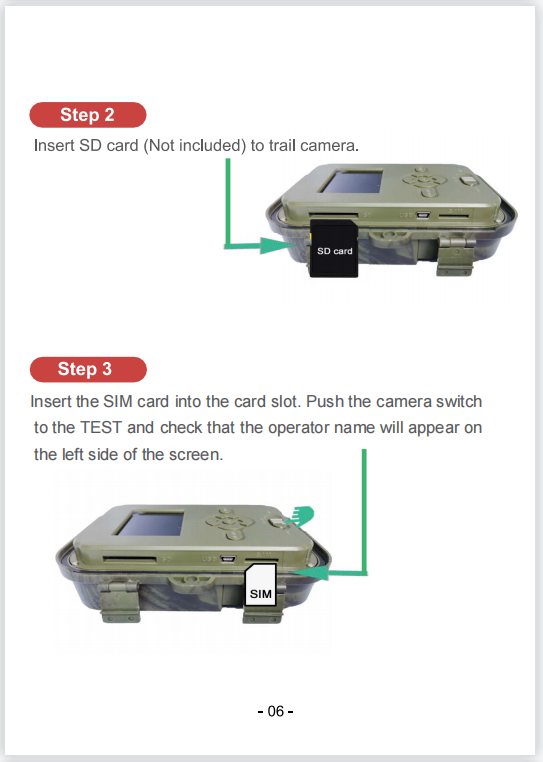 Step 2
Insert SD card (Not included) to trail camera.
SD card
Step 3
Insert the SIM card into the card slot. Push the camera switch
to the TEST and check that the operator name will appear on
the left side of the screen.
SIM
- 06 -